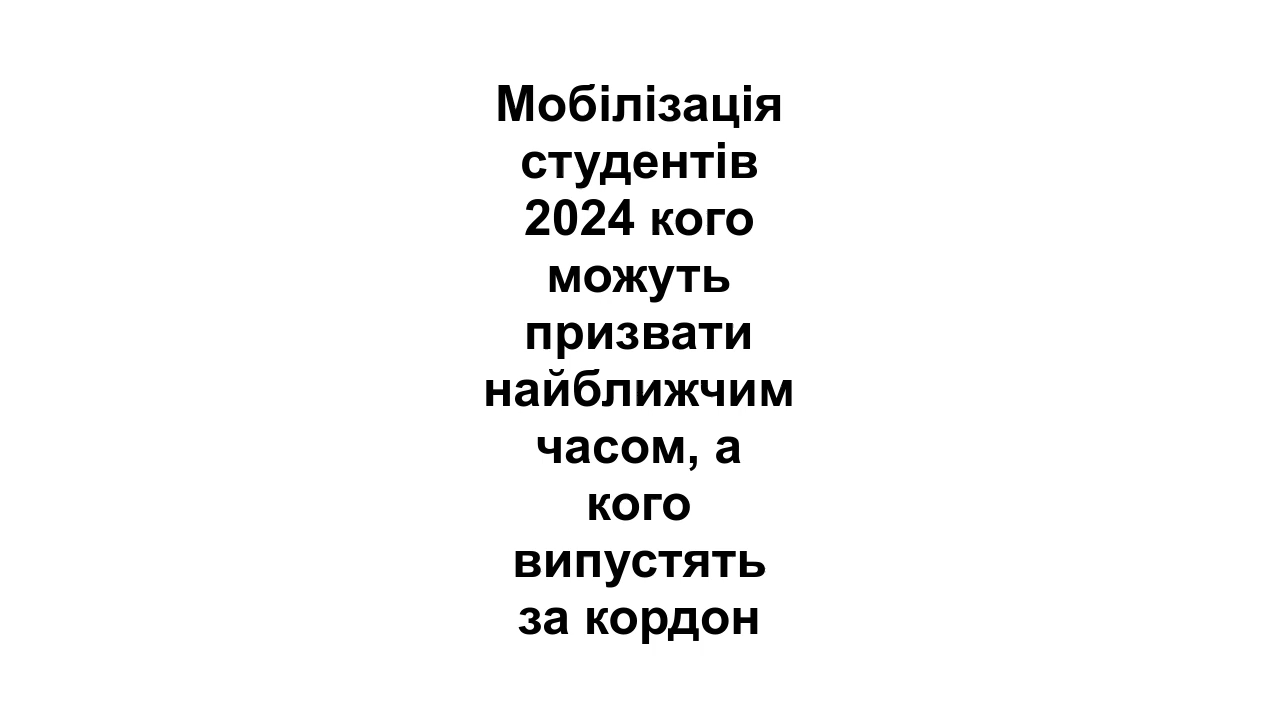 Мобілізація
студентів
2024 кого
можуть
призвати
найближчим
часом, а
кого
випустять
за кордон